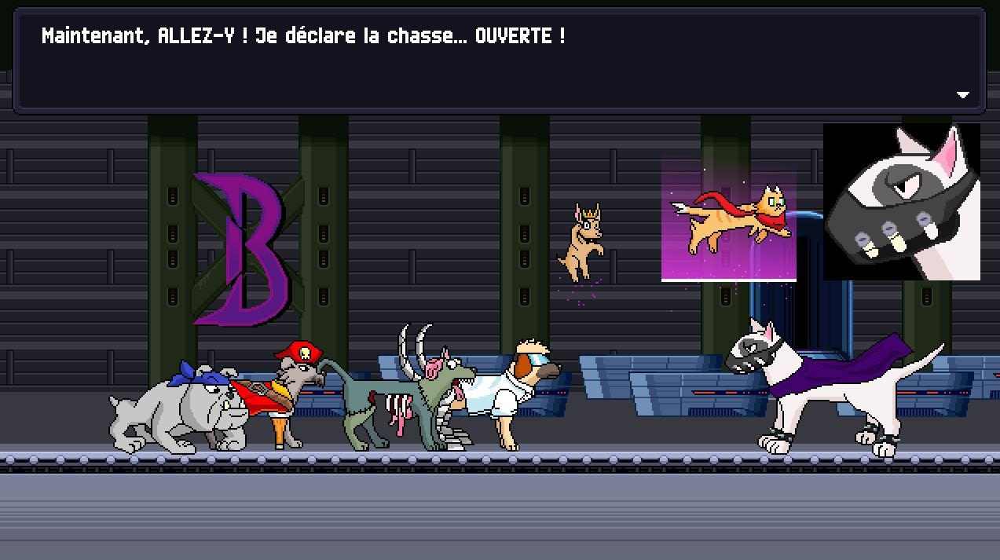 Maintenant, ALLEZ-Y ! Je déclare la chasse... OUVERTE !
B